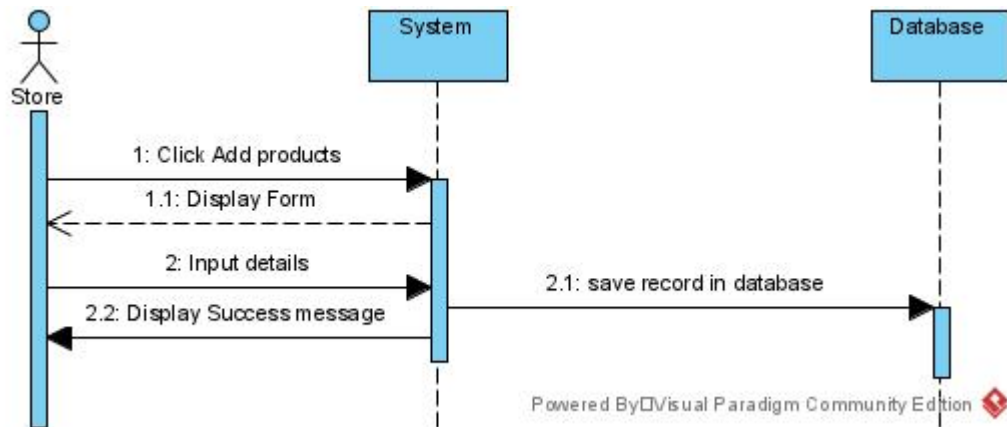 System
Database
Store
1: Click Add products
1.1: Display Form
2: Input details
2.1: save record in database
2.2: Display Success message
Powered By□Visual Paradigm Community Edition